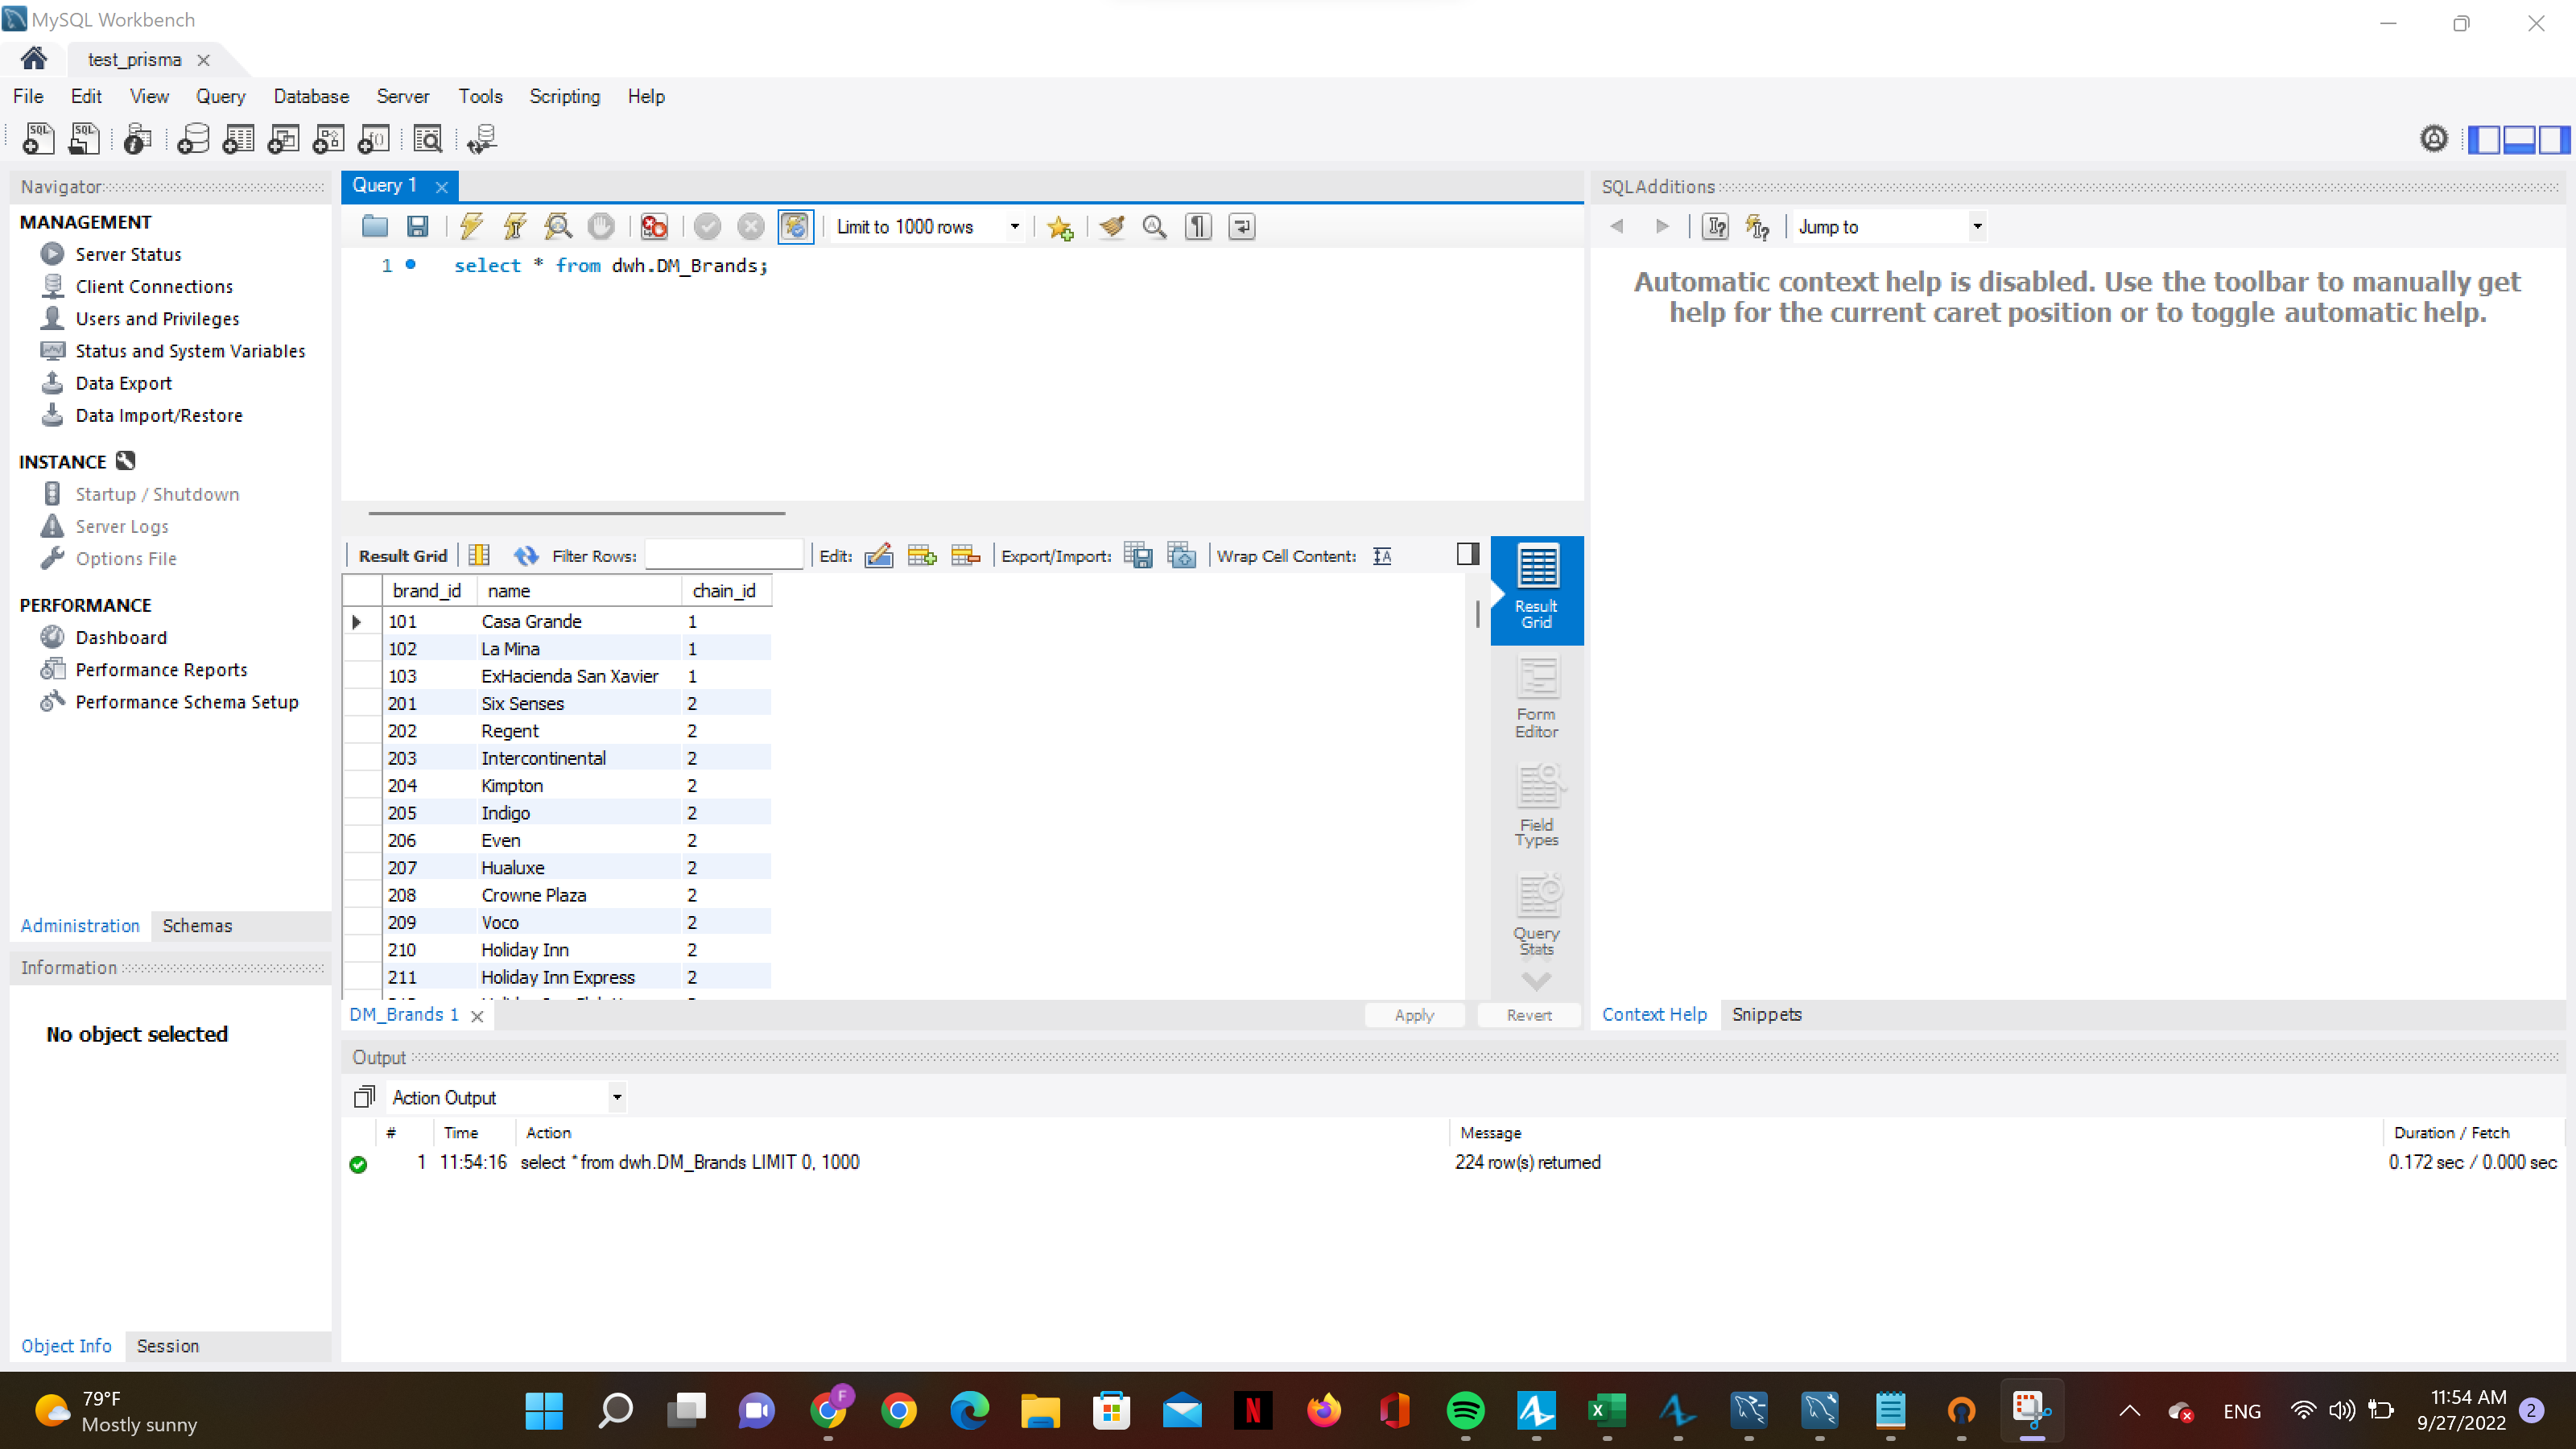 MySQL Workbench
test_prisma
File Edit View Query Database Server Tools Scripting Help
Navigator
MANAGEMENT
Server Status
Client Connections
Users and Privileges
Status and System Variables
Data Export
Data Import/Restore
INSTANCE
Startup / Shutdown
Server Logs
Options File
PERFORMANCE
Dashboard
Performance Reports
Performance Schema Setup
Administration Schemas
Information
No object selected
Object Info Session
Query 1
Limit to 1000 rows
1 select * from dwh.DM_Brands;
Result Grid Filter Rows: Edit: Export/Import: Wrap Cell Content:
brand_id name chain_id
101 Casa Grande 1
102 La Mina 1
103 ExHacienda San Xavier 1
201 Six Senses 2
202 Regent 2
203 Intercontinental 2
204 Kimpton 2
205 Indigo 2
206 Even 2
207 Hualuxe 2
208 Crowne Plaza 2
209 Voco 2
210 Holiday Inn 2
211 Holiday Inn Express 2
Result
Grid
Form
Editor
Field
Types
Query
Stats
DM_Brands 1
Apply Revert
SQLAdditions
Jump to
Automatic context help is disabled. Use the toolbar to manually get
help for the current caret position or to toggle automatic help.
Context Help Snippets
Output
Action Output
# Time Action Message Duration / Fetch
1 11:54:16 select * from dwh.DM_Brands LIMIT 0, 1000 224 row(s) returned 0.172 sec / 0.000 sec
79°F
Mostly sunny
F
ENG
11:54 AM
9/27/2022
2